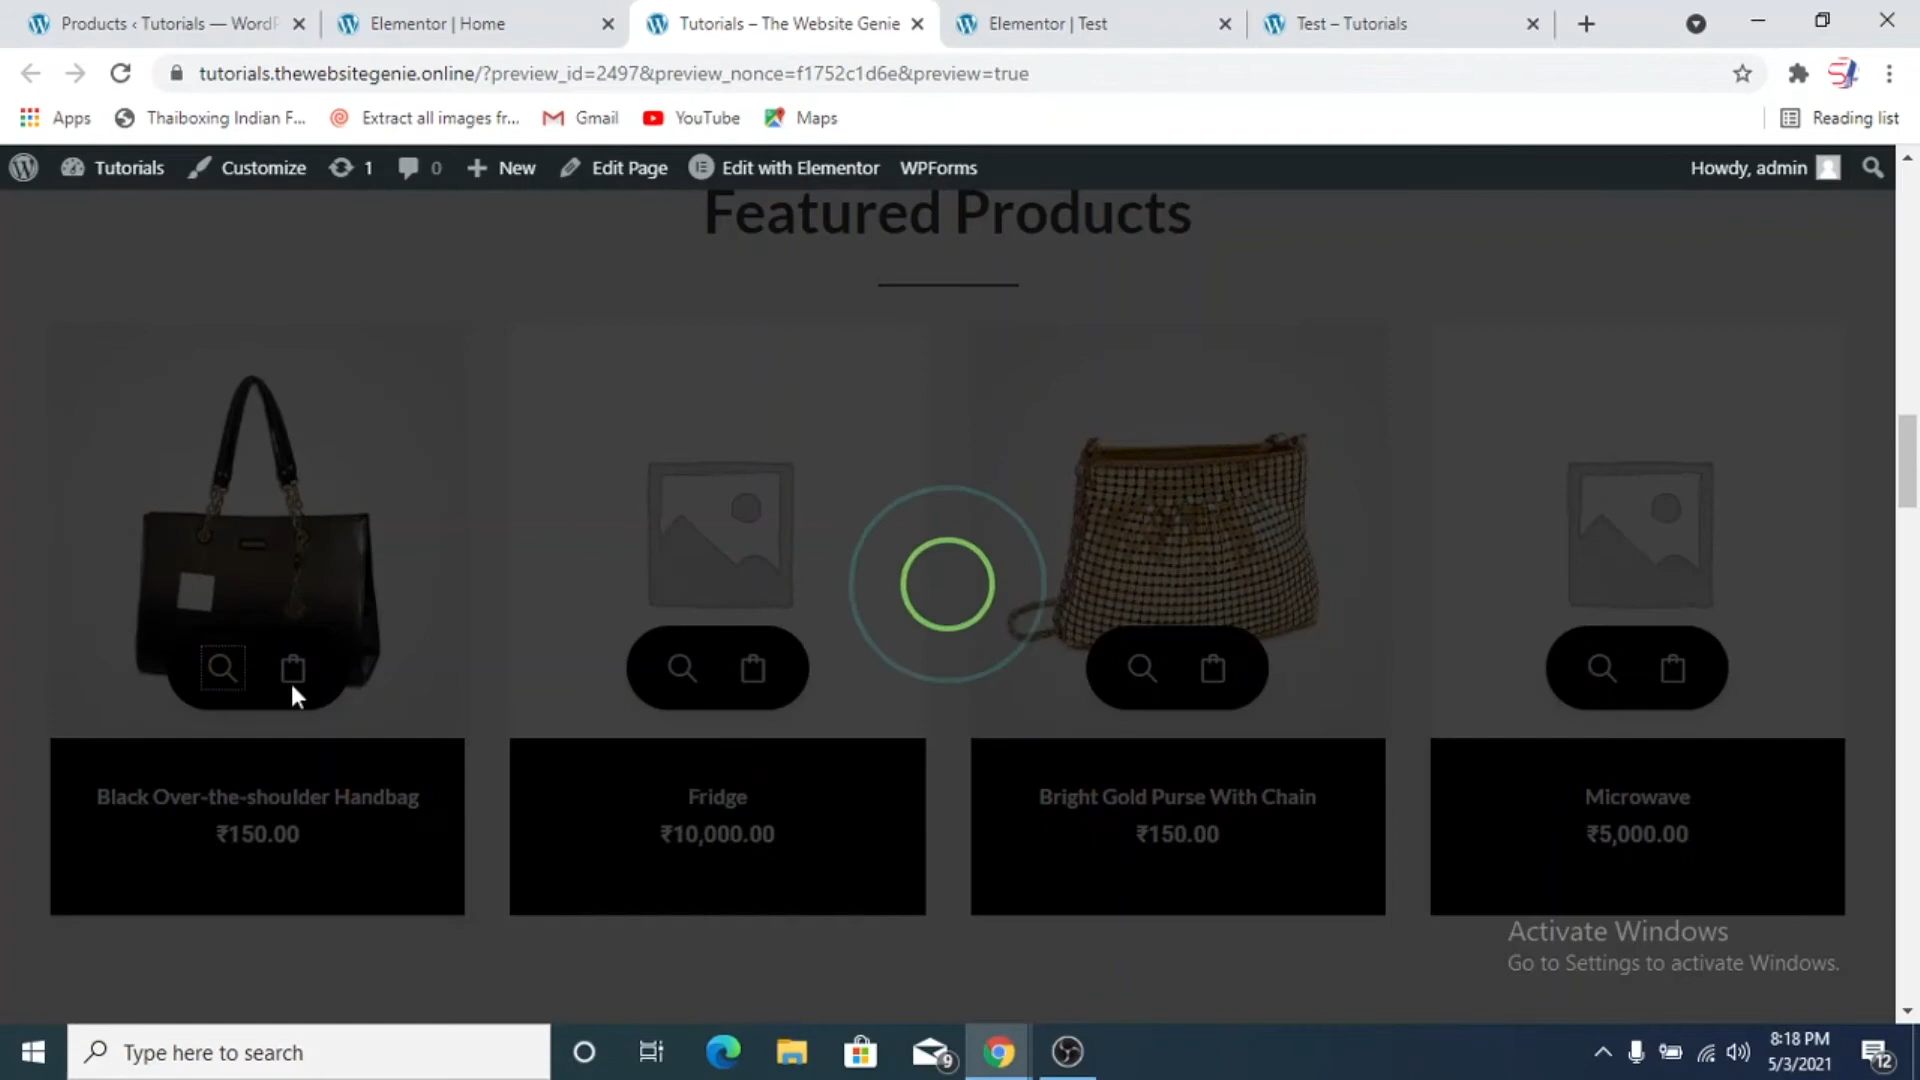 Products ‹ Tutorials — WordP
Elementor | Home
Tutorials – The Website Genie
Elementor | Test
Test – Tutorials
tutorials.thewebsitegenie.online/?preview_id=2497&preview_nonce=f1752c1d6e&preview=true
Apps
Thaiboxing Indian F...
Extract all images fr...
Gmail
YouTube
Maps
Reading list
Tutorials
Customize
1
0
New
Edit Page
Edit with Elementor
WPForms
Howdy, admin
Featured Products
Black Over-the-shoulder Handbag
₹150.00
Fridge
₹10,000.00
Bright Gold Purse With Chain
₹150.00
Microwave
₹5,000.00
Activate Windows
Go to Settings to activate Windows.
Type here to search
9
8:18 PM
5/3/2021
12